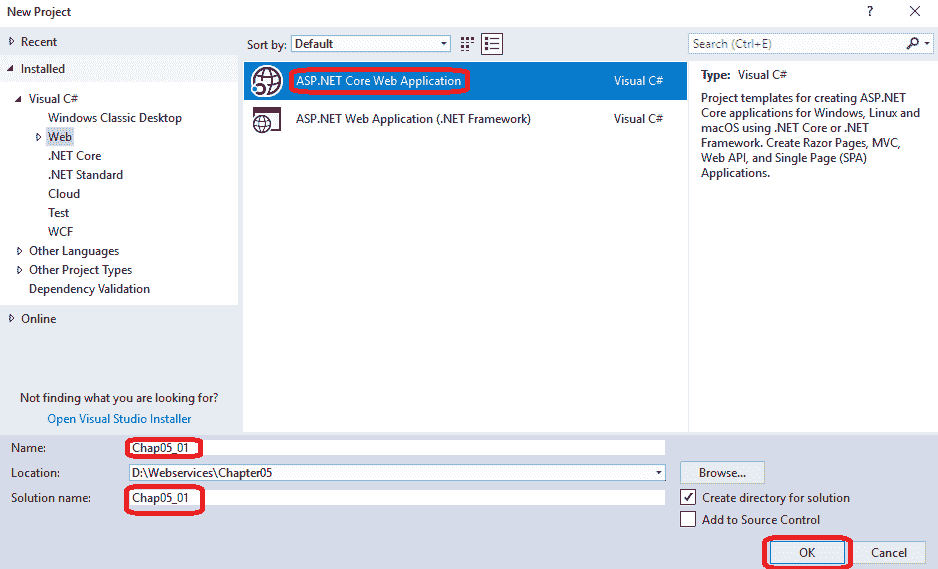 New Project
?
Recent
Installed
Visual C#
Windows Classic Desktop
Web
.NET Core
.NET Standard
Cloud
Test
WCF
Other Languages
Other Project Types
Dependency Validation
Online
Not finding what you are looking for?
Open Visual Studio Installer
Sort by: Default
ASP.NET Core Web Application Visual C#
ASP.NET Web Application (.NET Framework) Visual C#
Search (Ctrl+E)
Type: Visual C#
Project templates for creating ASP.NET
Core applications for Windows, Linux and
macOS using .NET Core or .NET
Framework. Create Razor Pages, MVC,
Web API, and Single Page (SPA)
Applications.
Name: Chap05_01
Location: D:\Webservices\Chapter05
Browse...
Solution name: Chap05_01
Create directory for solution
Add to Source Control
OK
Cancel